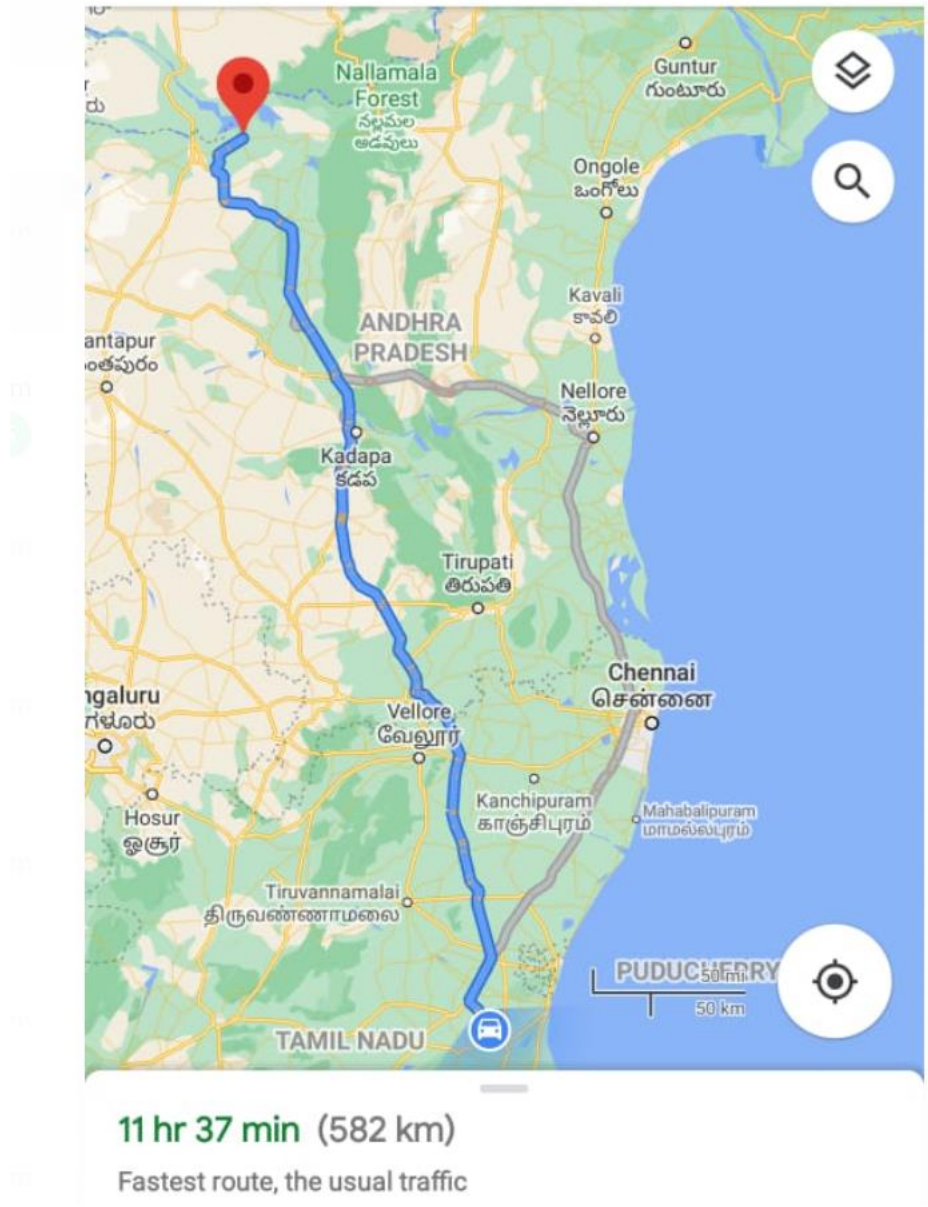 Nallamala
Forest
నల్లమల
అడవులు
Guntur
గుంటూరు
Ongole
ఒంగోలు
Kavali
కావలి
ANDHRA
PRADESH
antapur
ంతపురం
Nellore
నెల్లూరు
Kadapa
కడప
Tirupati
తిరుపతి
Chennai
சென்னை
ngaluru
Vellore
வேலூர்
Kanchipuram
காஞ்சிபுரம்
Mahabalipuram
மாமல்லபுரம்
Hosur
ஓசூர்
Tiruvannamalai
திருவண்ணாமலை
PUDUCHERRY
50 mi
50 km
TAMIL NADU
11 hr 37 min (582 km)
Fastest route, the usual traffic